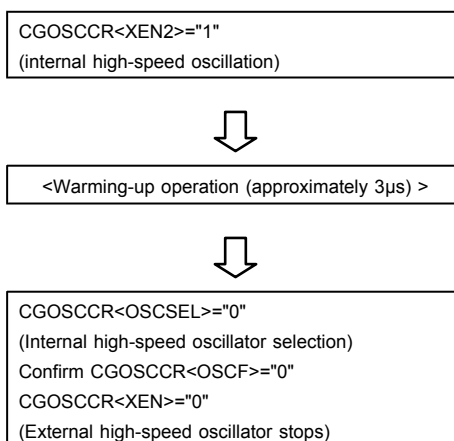 CGOSCCR<XEN2>="1"
(internal high-speed oscillation)
<Warming-up operation (approximately 3μs) >
CGOSCCR<OSCSEL>="0"
(Internal high-speed oscillator selection)
Confirm CGOSCCR<OSCF>="0"
CGOSCCR<XEN>="0"
(External high-speed oscillator stops)